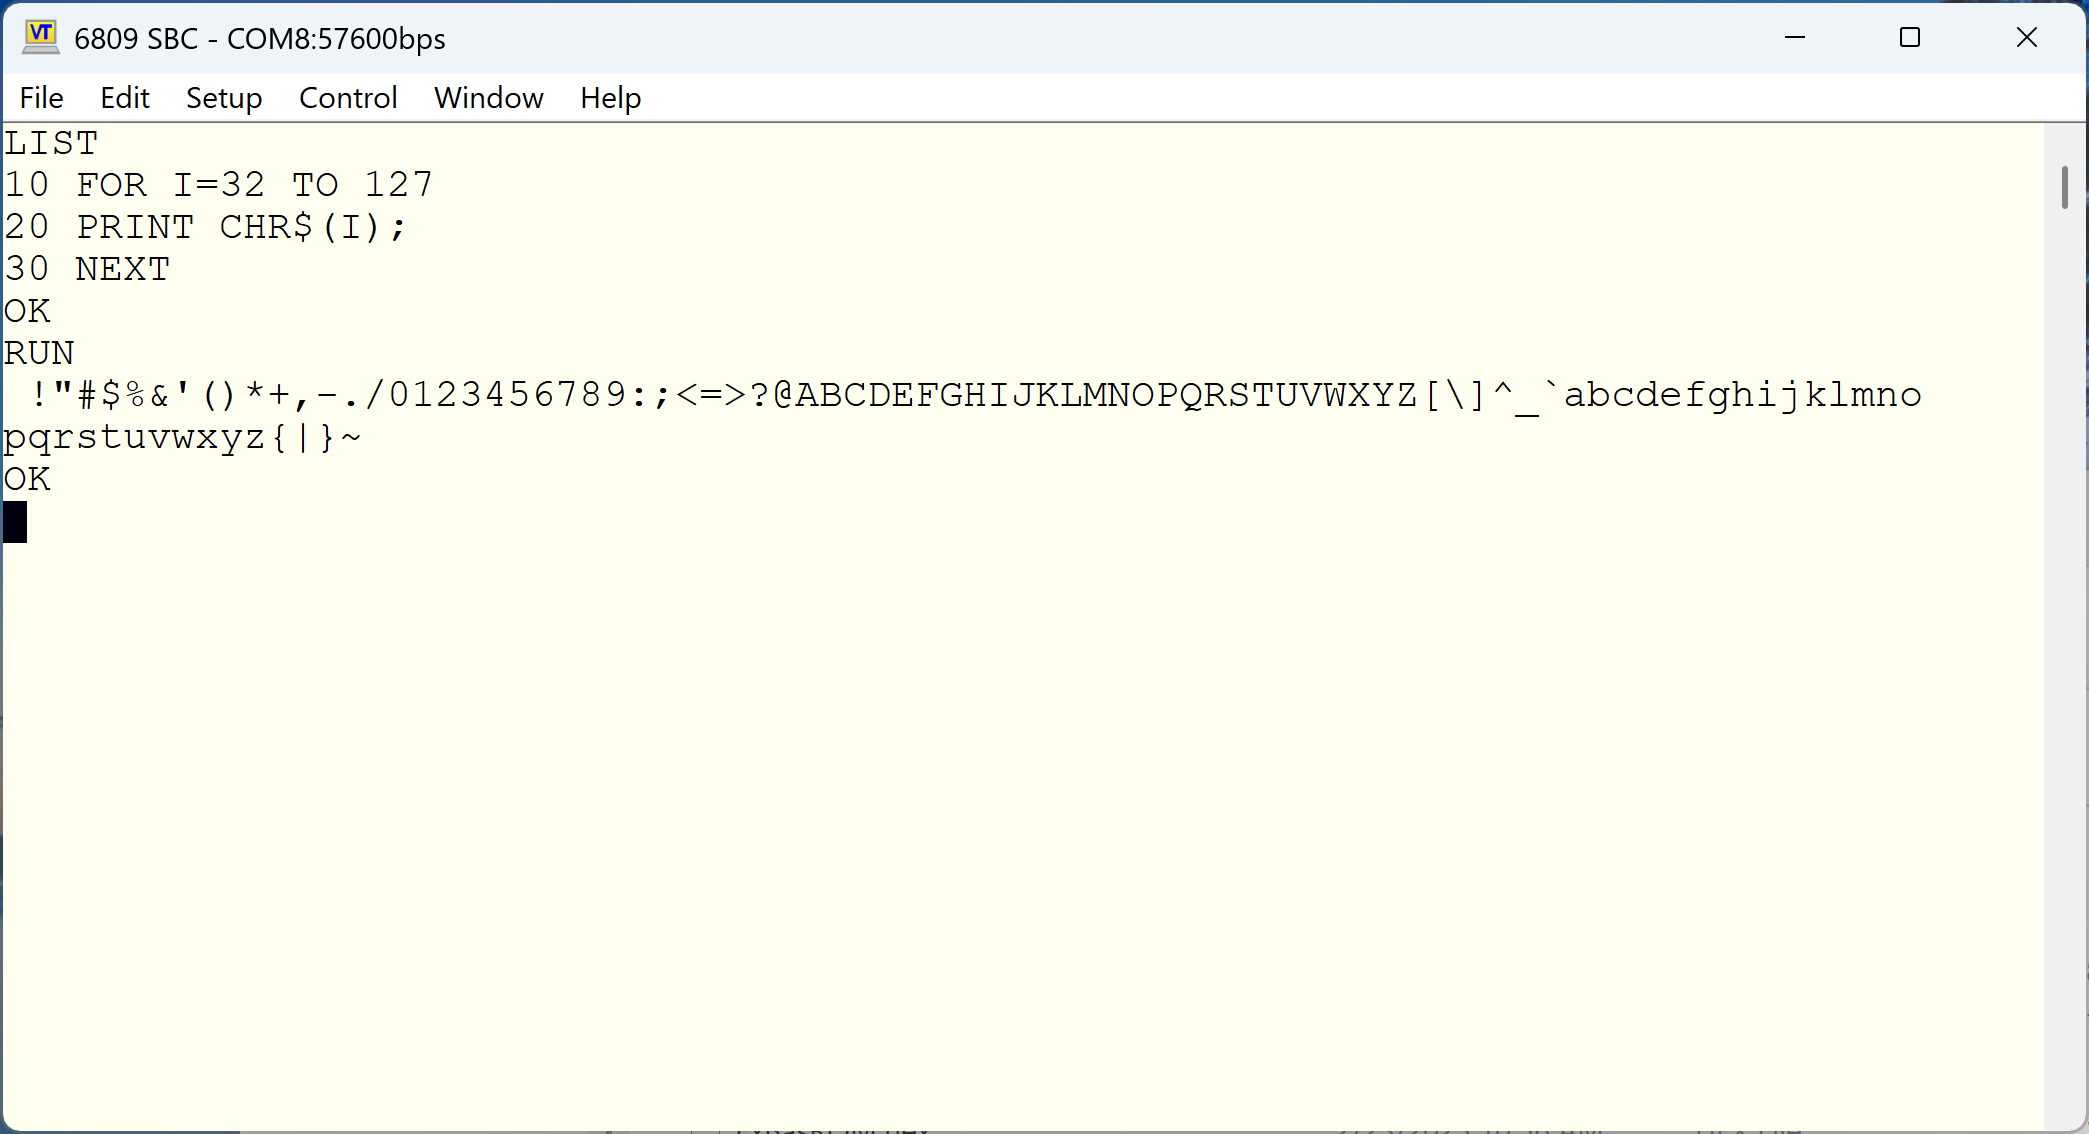 VT 6809 SBC - COM8:57600bps
File Edit Setup Control Window Help
LIST
10 FOR I=32 TO 127
20 PRINT CHR$(I);
30 NEXT
OK
RUN
 !"#$%&'()*+,-./0123456789:;<=>?@ABCDEFGHIJKLMNOPQRSTUVWXYZ[\]^_`abcdefghijklmno
pqrstuvwxyz{|}~
OK